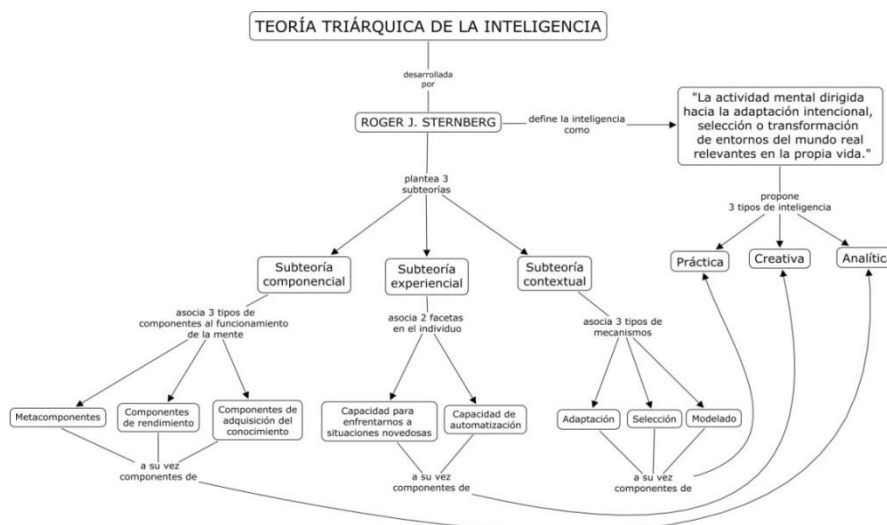 TEORÍA TRIÁRQUICA DE LA INTELIGENCIA
desarrollada
por
ROGER J. STERNBERG
define la inteligencia
como
"La actividad mental dirigida
hacia la adaptación intencional,
selección o transformación
de entornos del mundo real
relevantes en la propia vida."
plantea 3
subteorías
propone
3 tipos de inteligencia
Práctica
Creativa
Analítica
Subteoría
componencial
Subteoría
experiencial
Subteoría
contextual
asocia 3 tipos de
componentes al funcionamiento
de la mente
asocia 2 facetas
en el individuo
asocia 3 tipos de
mecanismos
Metacomponentes
Componentes
de rendimiento
Componentes de
adquisición del
conocimiento
Capacidad para
enfrentarnos a
situaciones novedosas
Capacidad de
automatización
Adaptación
Selección
Modelado
a su vez
componentes de
a su vez
componentes de
a su vez
componentes de